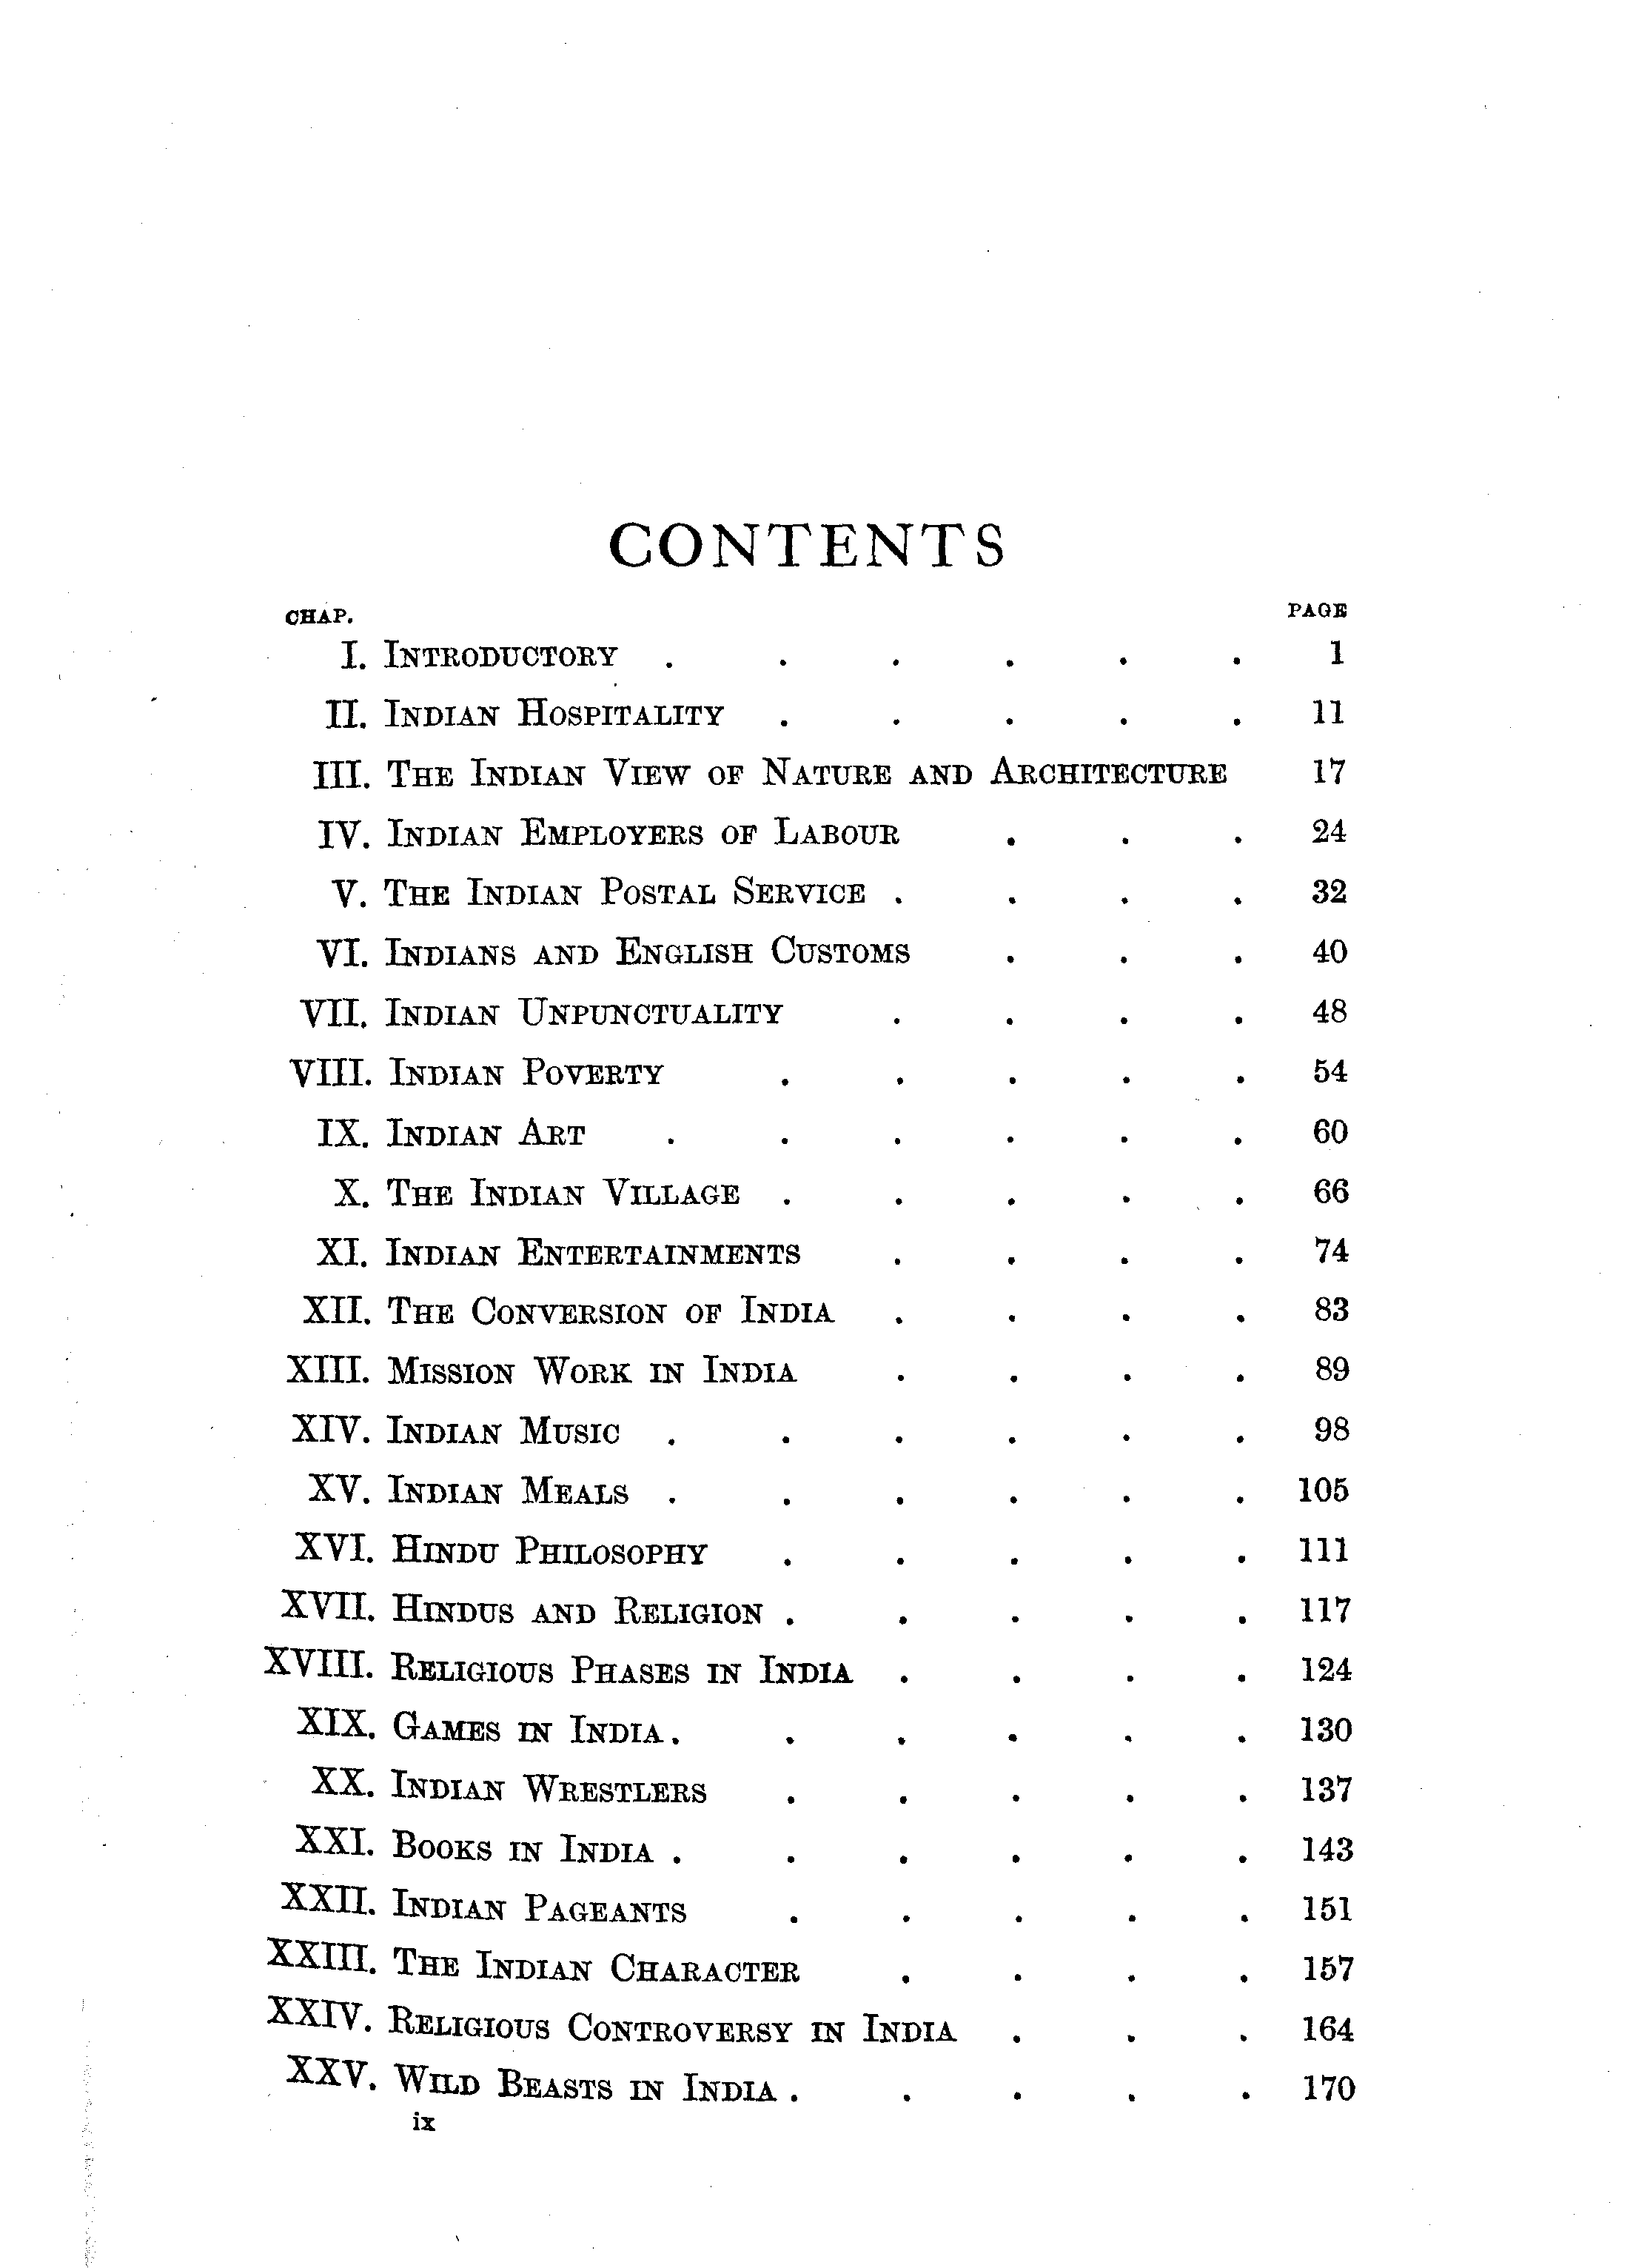 CONTENTS
CHAP. PAGE
I. INTRODUCTORY . . . . . . 1
II. INDIAN HOSPITALITY . . . . . 11
III. THE INDIAN VIEW OF NATURE AND ARCHITECTURE 17
IV. INDIAN EMPLOYERS OF LABOUR . . . 24
V. THE INDIAN POSTAL SERVICE . . . . 32
VI. INDIANS AND ENGLISH CUSTOMS . . . 40
VII. INDIAN UNPUNCTUALITY . . . . 48
VIII. INDIAN POVERTY . . . . . 54
IX. INDIAN ART . . . . . . 60
X. THE INDIAN VILLAGE . . . . . 66
XI. INDIAN ENTERTAINMENTS . . . . 74
XII. THE CONVERSION OF INDIA . . . . 83
XIII. MISSION WORK IN INDIA . . . . 89
XIV. INDIAN MUSIC . . . . . . 98
XV. INDIAN MEALS . . . . . . 105
XVI. HINDU PHILOSOPHY . . . . . 111
XVII. HINDUS AND RELIGION . . . . . 117
XVIII. RELIGIOUS PHASES IN INDIA . . . . 124
XIX. GAMES IN INDIA . . . . . . 130
XX. INDIAN WRESTLERS . . . . . 137
XXI. BOOKS IN INDIA . . . . . . 143
XXII. INDIAN PAGEANTS . . . . . 151
XXIII. THE INDIAN CHARACTER . . . . 157
XXIV. RELIGIOUS CONTROVERSY IN INDIA . . . 164
XXV. WILD BEASTS IN INDIA . . . . . 170
ix